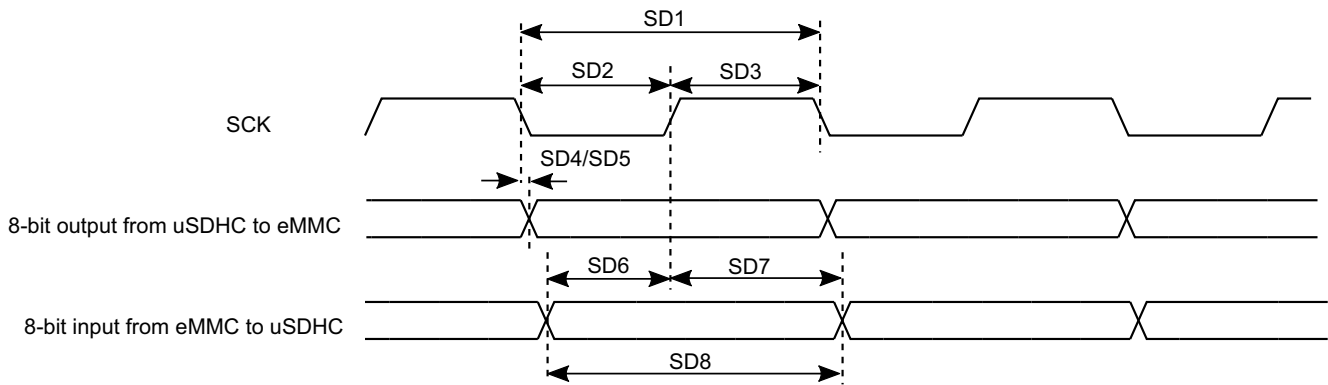 SD1
SD2
SD3
SCK
SD4/SD5
8-bit output from uSDHC to eMMC
SD6
SD7
8-bit input from eMMC to uSDHC
SD8